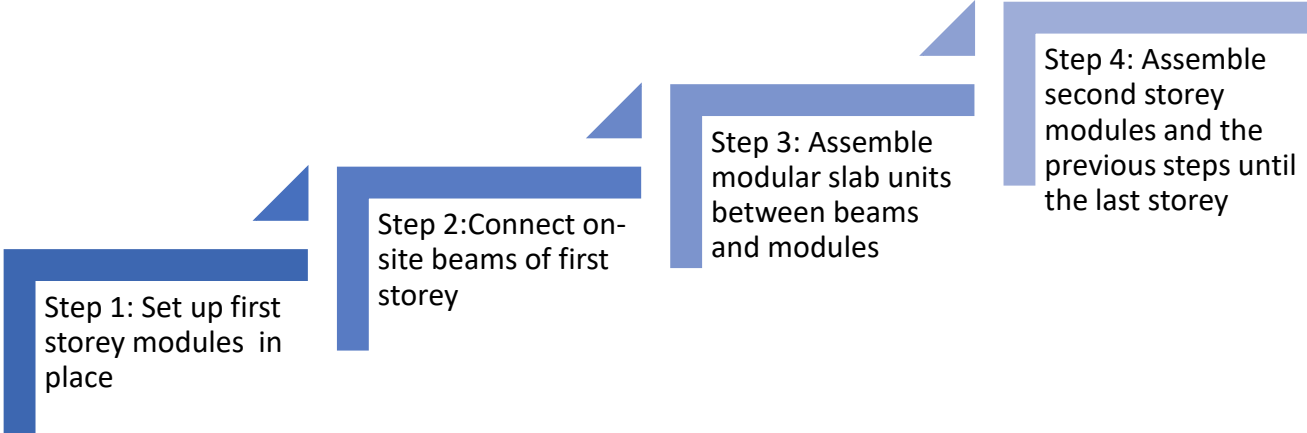 Step 1: Set up first
storey modules  in
place
Step 2:Connect on-
site beams of first
storey
Step 3: Assemble
modular slab units
between beams
and modules
Step 4: Assemble
second storey
modules and the
previous steps until
the last storey